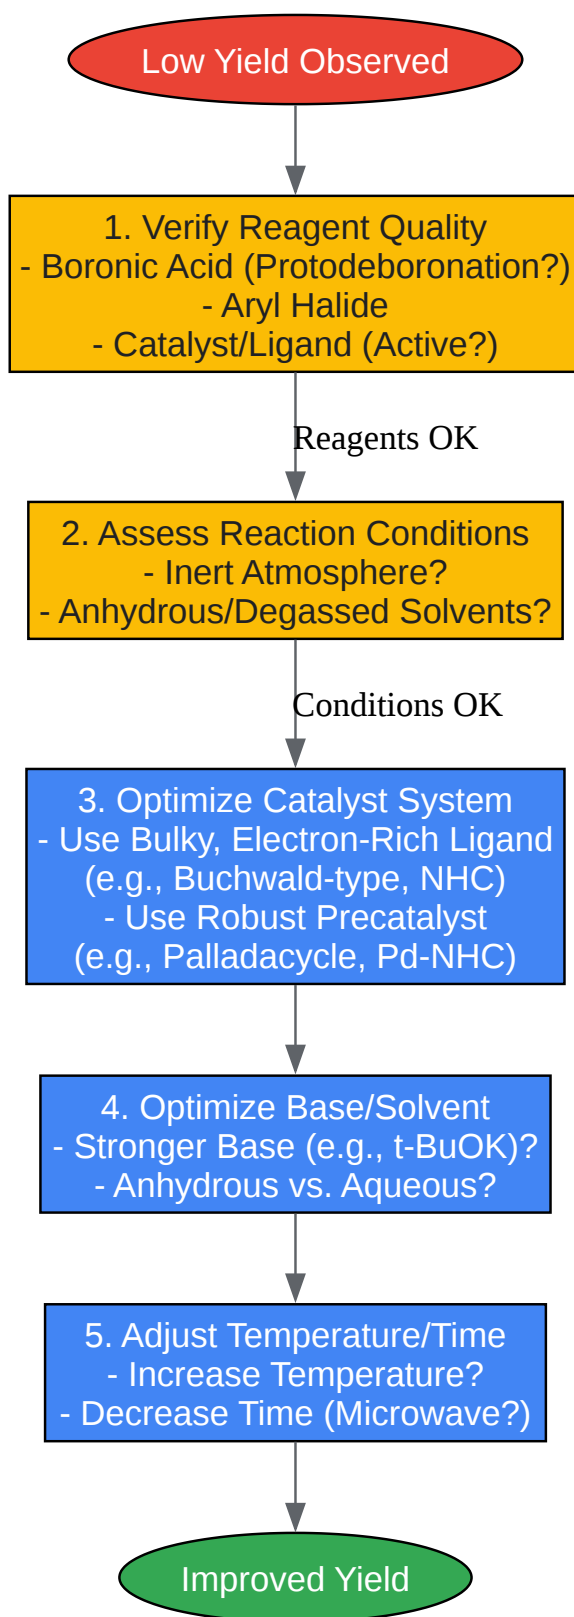 Low Yield Observed
1. Verify Reagent Quality
- Boronic Acid (Protodeboronation?)
- Aryl Halide
- Catalyst/Ligand (Active?)
Reagents OK
2. Assess Reaction Conditions
- Inert Atmosphere?
- Anhydrous/Degassed Solvents?
Conditions OK
3. Optimize Catalyst System
- Use Bulky, Electron-Rich Ligand
(e.g., Buchwald-type, NHC)
- Use Robust Precatalyst
(e.g., Palladacycle, Pd-NHC)
4. Optimize Base/Solvent
- Stronger Base (e.g., t-BuOK)?
- Anhydrous vs. Aqueous?
5. Adjust Temperature/Time
- Increase Temperature?
- Decrease Time (Microwave?)
Improved Yield